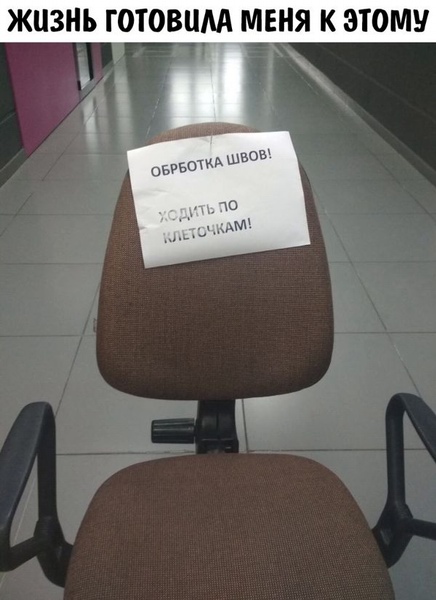 ЖИЗНЬ ГОТОВИЛА МЕНЯ К ЭТОМУ
ОБРБОТКА ШВОВ!
ХОДИТЬ ПО
КЛЕТОЧКАМ!